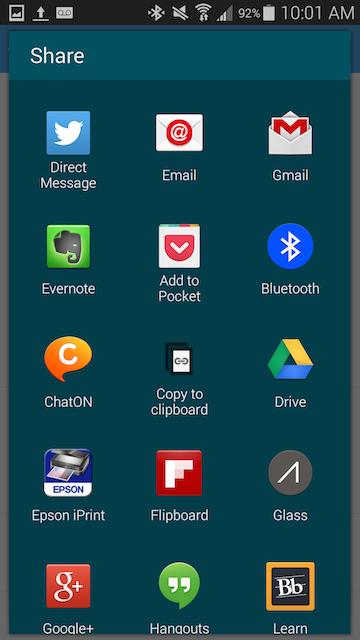 92% 10:01 AM
Share
Direct
Message
Email
Gmail
Evernote
Add to
Pocket
Bluetooth
C
ChatON
Copy to
clipboard
Drive
EPSON
Epson iPrint
Flipboard
Glass
g+
Bb
Google+
Hangouts
Learn